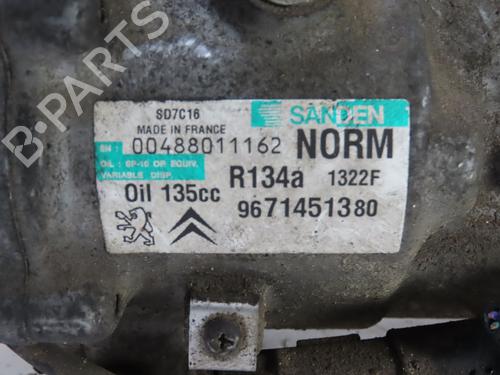 SD7C16
SANDEN
MADE IN FRANCE
SN : 00488011162 NORM
OIL : SP-10 OR EQUIV.
VARIABLE DISP.
R134a 1322F
Oil 135cc 9671451380
B-PARTS